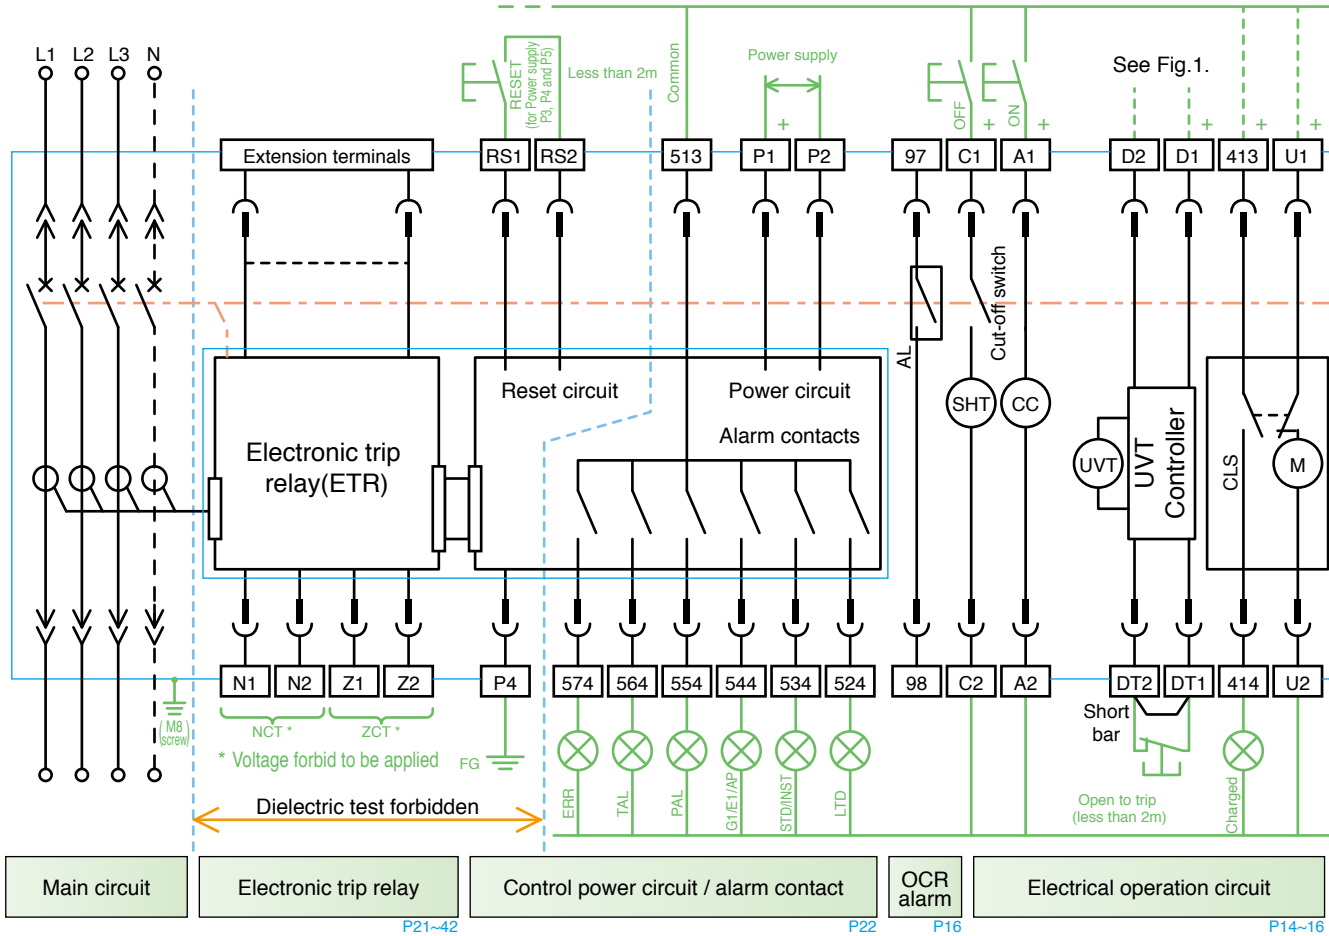 L1 L2 L3 N
RESET
(for Power supply
P3, P4 and P5)
Less than 2m
Common
Power supply
+
OFF
+
ON
+
See Fig.1.
+
+
+
Extension terminals
RS1 RS2 513 P1 P2 97 C1 A1 D2 D1 413 U1
Cut-off switch
AL
Reset circuit
Power circuit
SHT
CC
Alarm contacts
Electronic trip
relay(ETR)
UVT
UVT
Controller
CLS
M
N1 N2 Z1 Z2 P4 574 564 554 544 534 524 98 C2 A2 DT2 DT1 414 U2
(M8
screw)
NCT *
ZCT *
* Voltage forbid to be applied
FG
Short
bar
ERR
TAL
PAL
G1/E1/AP
STD/INST
LTD
Open to trip
(less than 2m)
Charged
Dielectric test forbidden
Main circuit
Electronic trip relay
Control power circuit / alarm contact
OCR
alarm
Electrical operation circuit
P21~42
P22
P16
P14~16